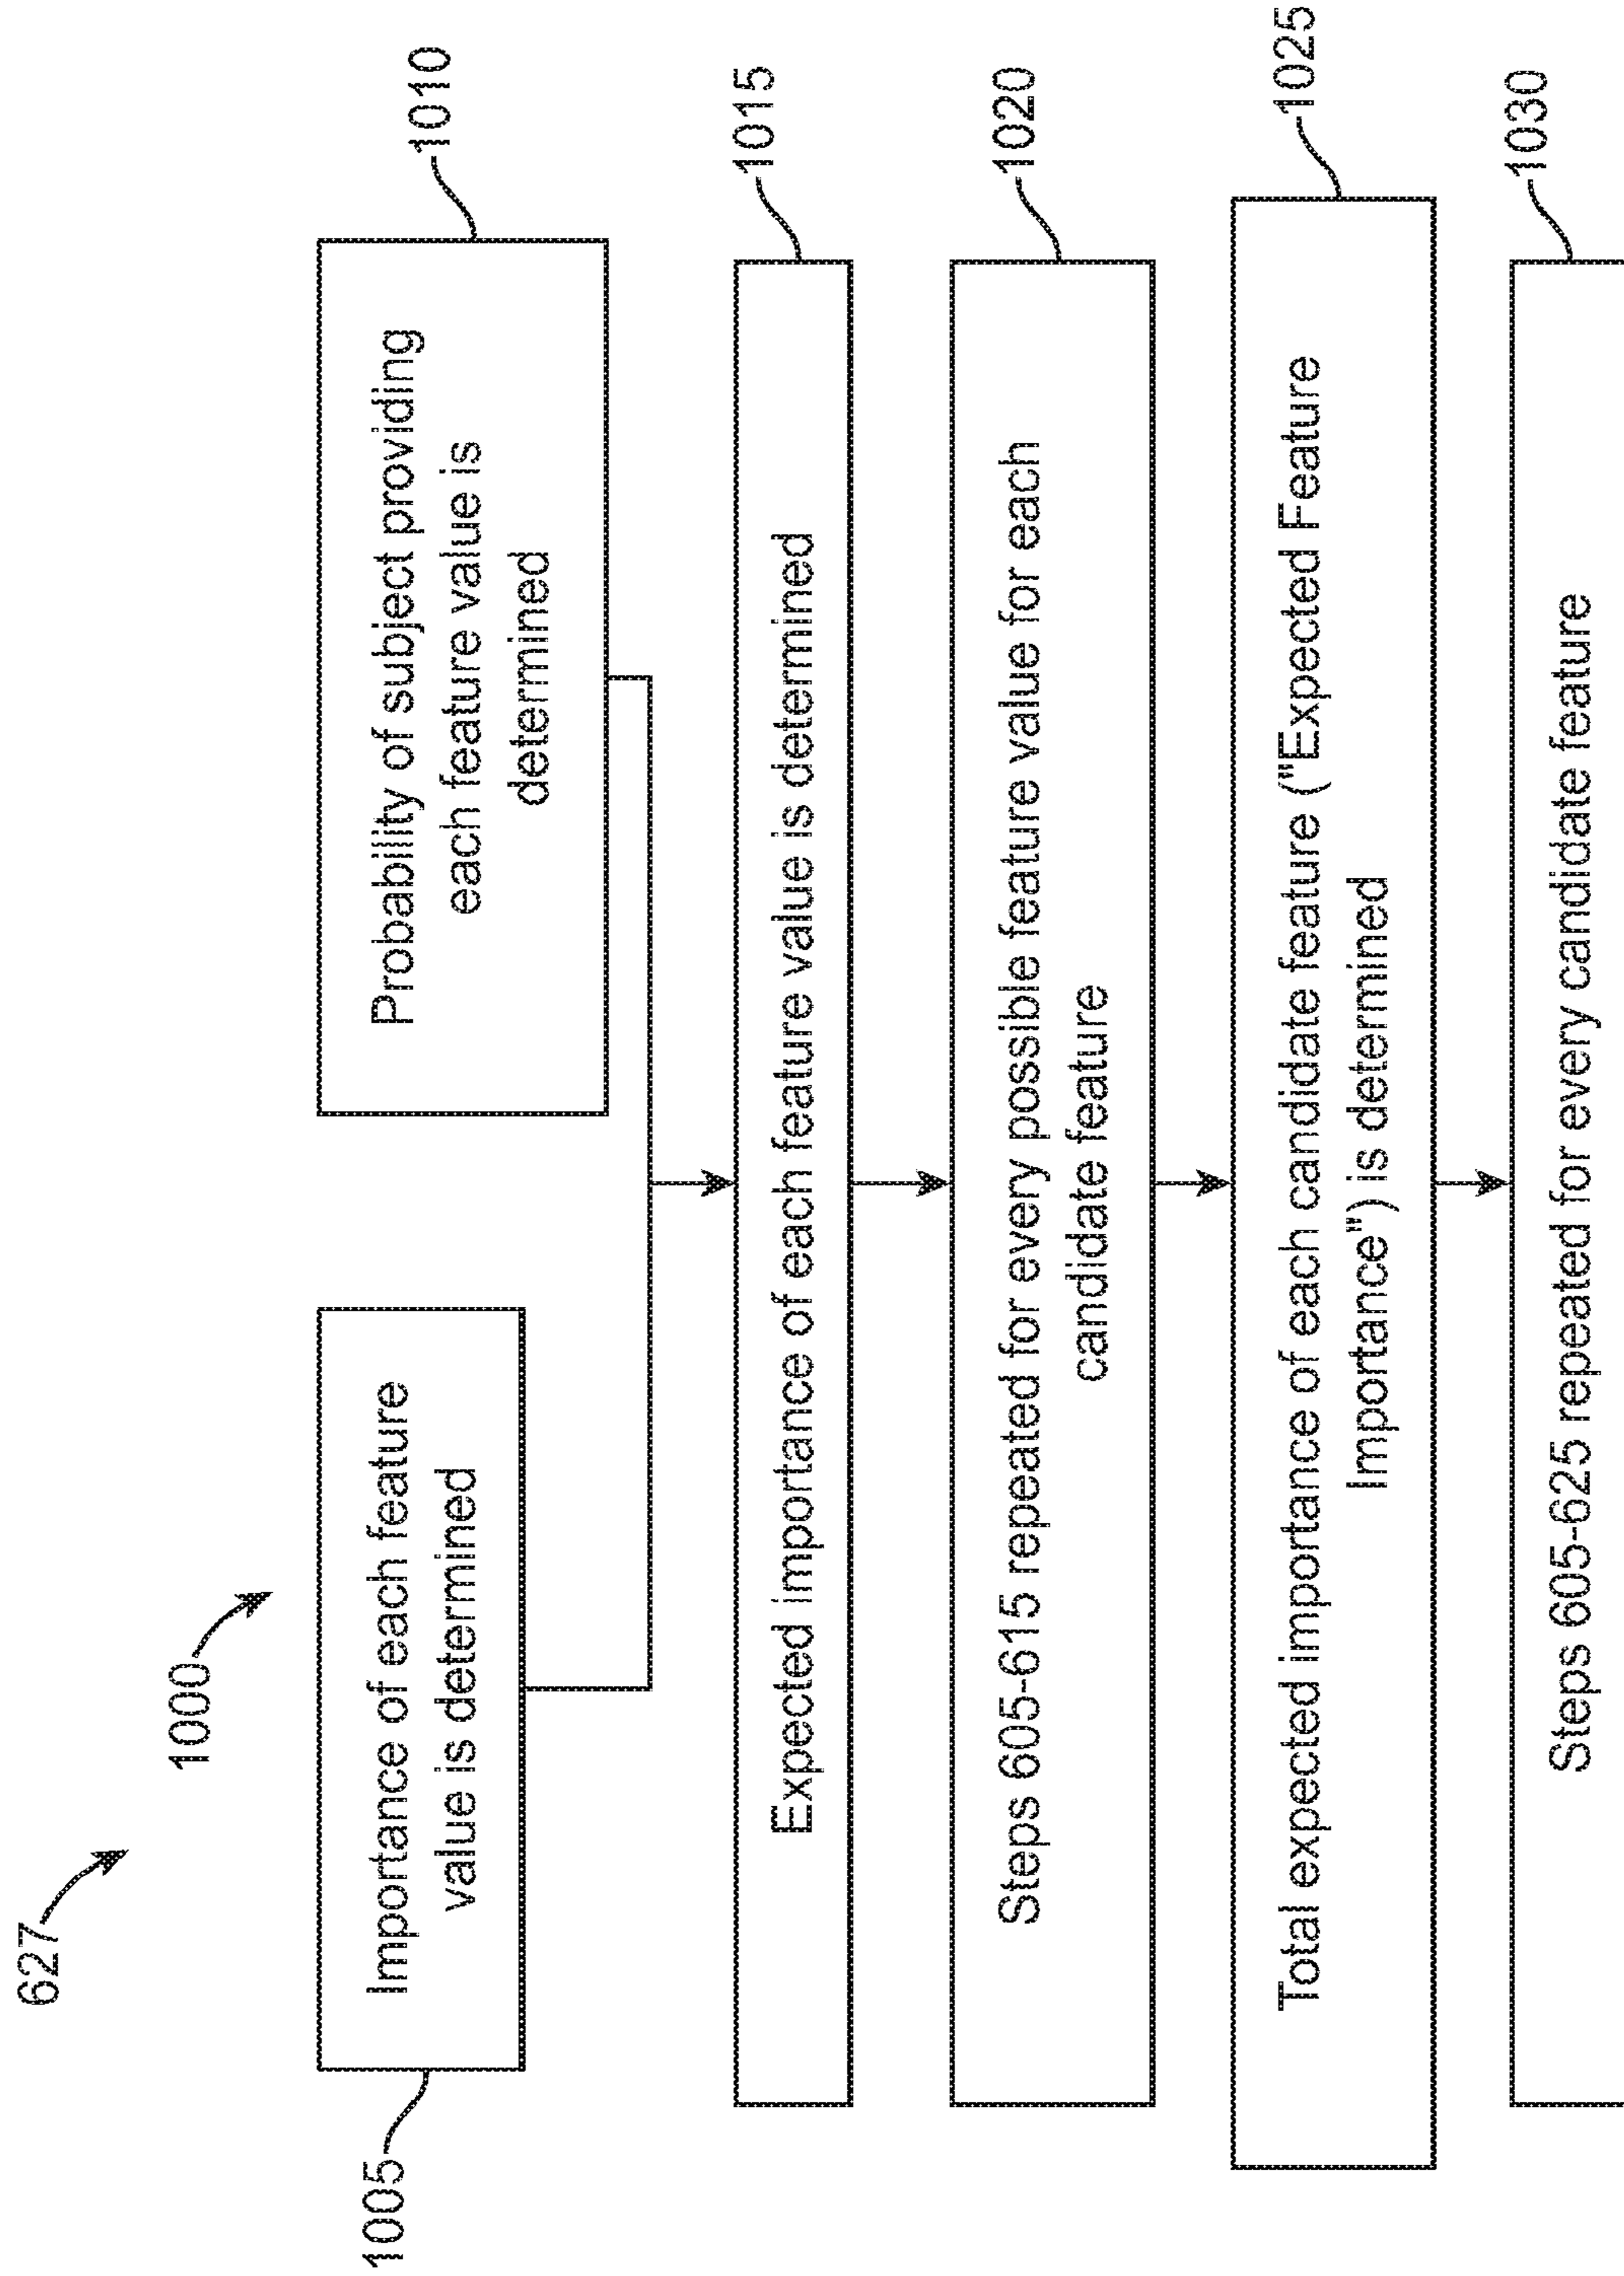 627
1000
1005
Importance of each feature
value is determined
Probability of subject providing
each feature value is
determined
1010
Expected importance of each feature value is determined
1015
Steps 605-615 repeated for every possible feature value for each
candidate feature
1020
Total expected importance of each candidate feature ("Expected Feature
Importance") is determined
1025
Steps 605-625 repeated for every candidate feature
1030